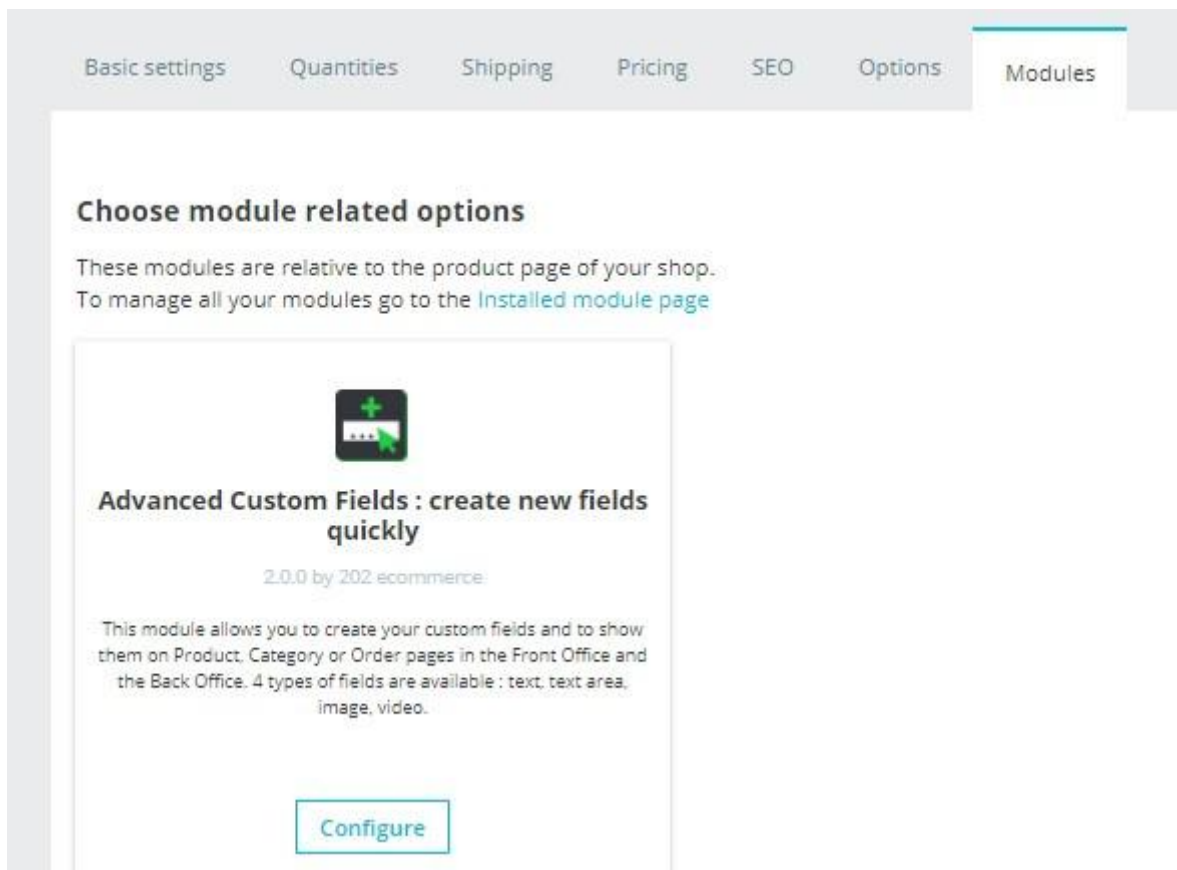 Basic settings Quantities Shipping Pricing SEO Options Modules
Choose module related options
These modules are relative to the product page of your shop.
To manage all your modules go to the Installed module page
Advanced Custom Fields : create new fields
quickly
2.0.0 by 202 ecommerce
This module allows you to create your custom fields and to show
them on Product, Category or Order pages in the Front Office and
the Back Office. 4 types of fields are available : text, text area,
image, video.
Configure